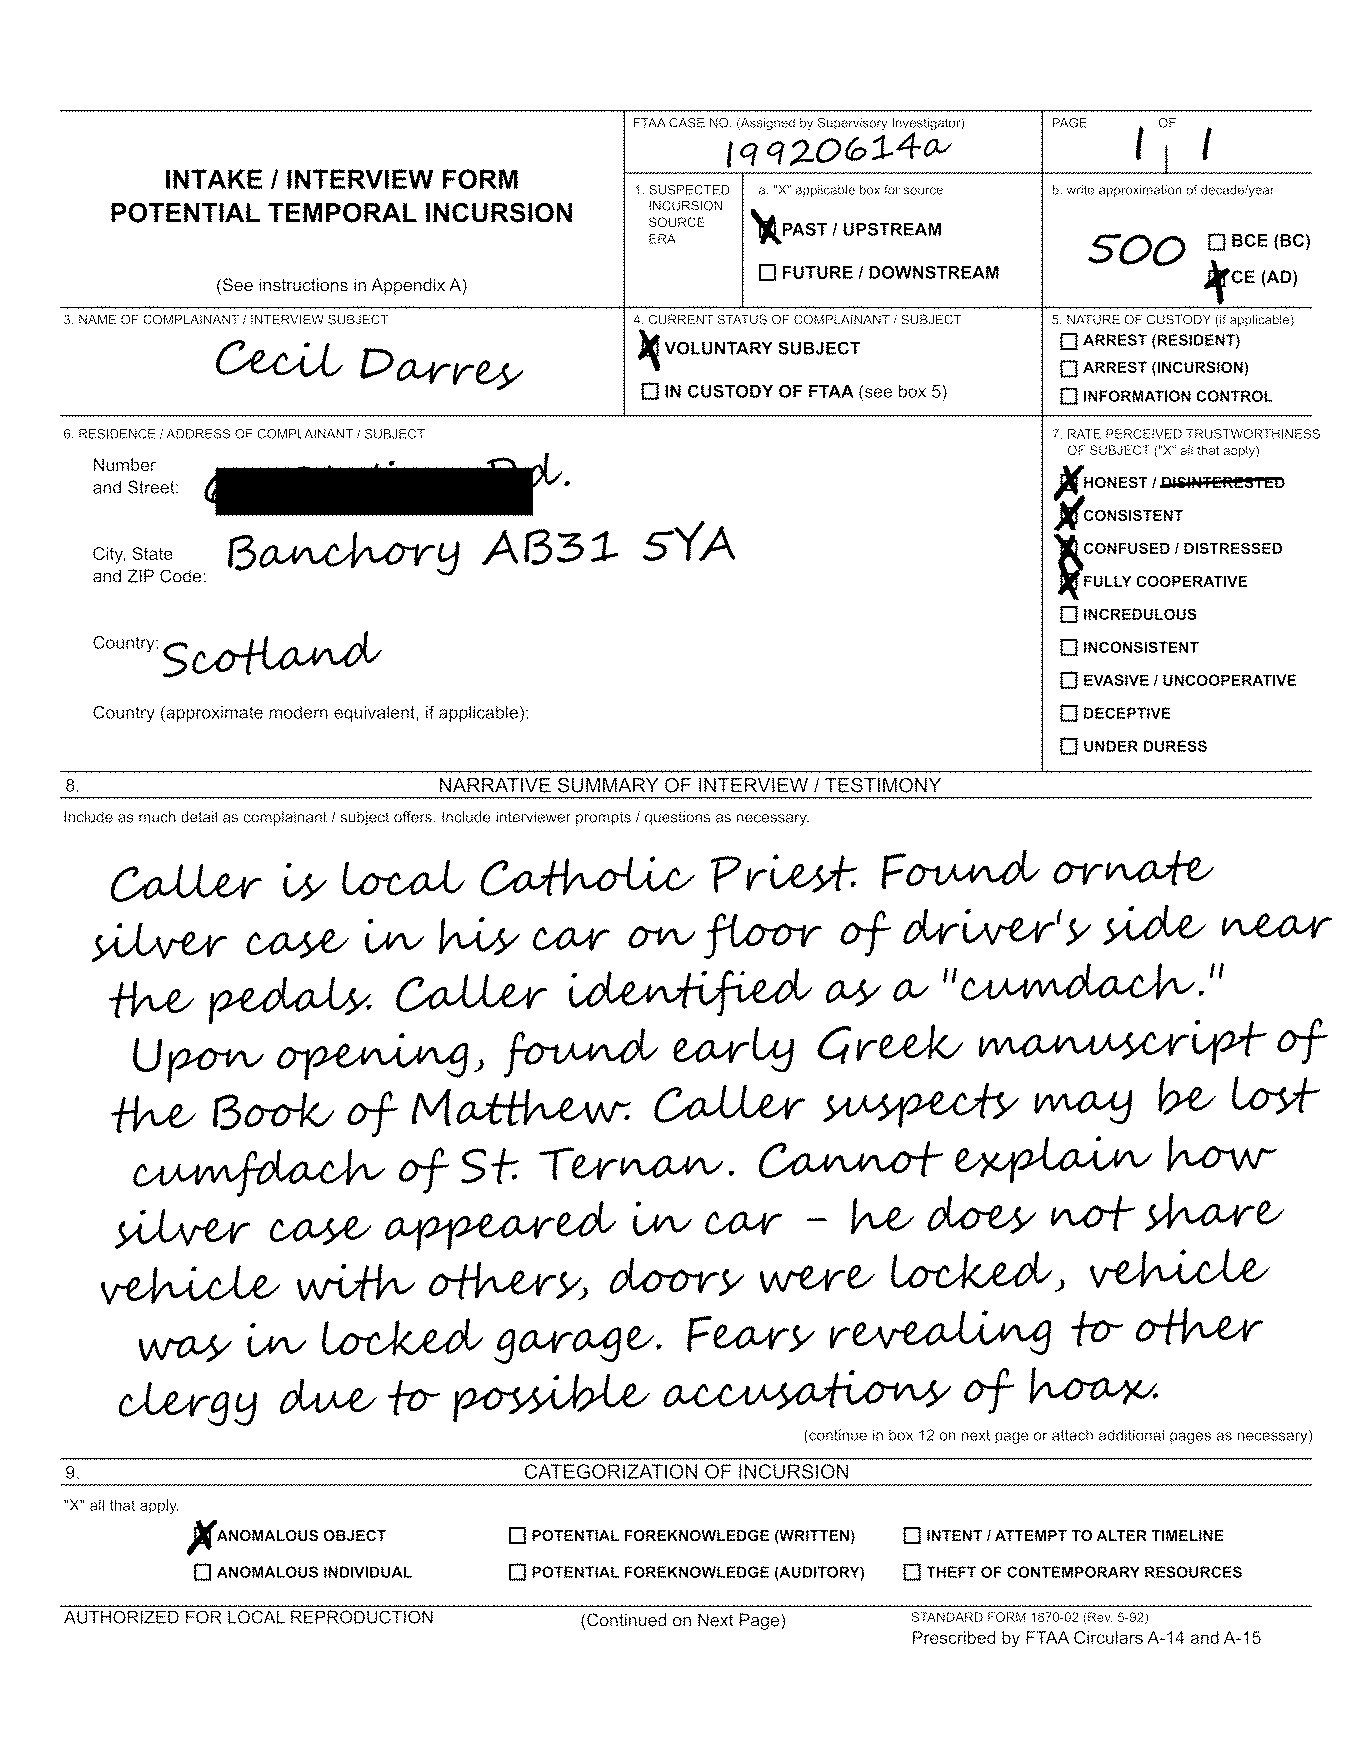 FTAA CASE NO. (Assigned by Supervisory Investigator)
19920614a
PAGE OF
1 1
INTAKE / INTERVIEW FORM
POTENTIAL TEMPORAL INCURSION
(See instructions in Appendix A)
1. SUSPECTED
INCURSION
SOURCE
ERA
a. "X" applicable box for source
X PAST / UPSTREAM
FUTURE / DOWNSTREAM
b. write approximation of decade/year
500
BCE (BC)
X CE (AD)
3. NAME OF COMPLAINANT / INTERVIEW SUBJECT
Cecil Darres
4. CURRENT STATUS OF COMPLAINANT / SUBJECT
X VOLUNTARY SUBJECT
IN CUSTODY OF FTAA (see box 5)
5. NATURE OF CUSTODY (if applicable)
ARREST (RESIDENT)
ARREST (INCURSION)
INFORMATION CONTROL
6. RESIDENCE / ADDRESS OF COMPLAINANT / SUBJECT
Number
and Street:
Rd.
City, State
and ZIP Code:
Banchory AB31 5YA
Country: Scotland
Country (approximate modern equivalent, if applicable):
7. RATE PERCEIVED TRUSTWORTHINESS
OF SUBJECT ("X" all that apply)
X HONEST / DISINTERESTED
X CONSISTENT
X CONFUSED / DISTRESSED
X FULLY COOPERATIVE
INCREDULOUS
INCONSISTENT
EVASIVE / UNCOOPERATIVE
DECEPTIVE
UNDER DURESS
8. NARRATIVE SUMMARY OF INTERVIEW / TESTIMONY
Include as much detail as complainant / subject offers. Include interviewer prompts / questions as necessary.
Caller is local Catholic Priest. Found ornate
silver case in his car on floor of driver's side near
the pedals. Caller identified as a "cumdach."
Upon opening, found early Greek manuscript of
the Book of Matthew. Caller suspects may be lost
cumfdach of St. Ternan. Cannot explain how
silver case appeared in car - he does not share
vehicle with others, doors were locked, vehicle
was in locked garage. Fears revealing to other
clergy due to possible accusations of hoax.
(continue in box 12 on next page or attach additional pages as necessary)
9. CATEGORIZATION OF INCURSION
"X" all that apply.
X ANOMALOUS OBJECT
ANOMALOUS INDIVIDUAL
POTENTIAL FOREKNOWLEDGE (WRITTEN)
POTENTIAL FOREKNOWLEDGE (AUDITORY)
INTENT / ATTEMPT TO ALTER TIMELINE
THEFT OF CONTEMPORARY RESOURCES
AUTHORIZED FOR LOCAL REPRODUCTION
(Continued on Next Page)
STANDARD FORM 1670-02 (Rev. 5-92)
Prescribed by FTAA Circulars A-14 and A-15